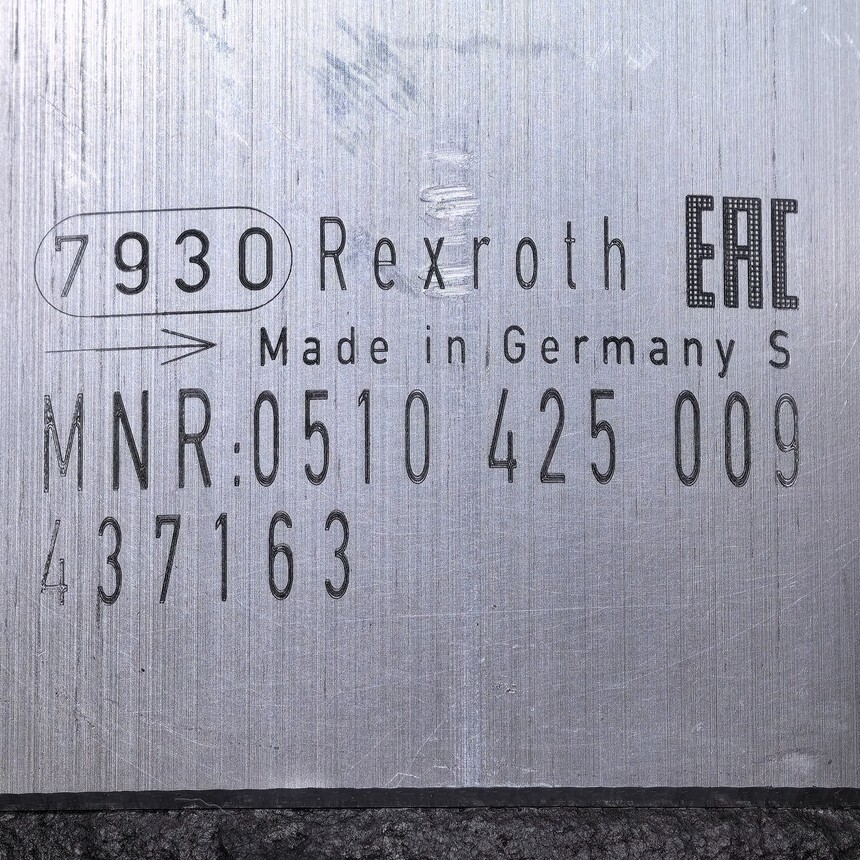 7930 Rexroth EAC
Made in Germany S
MNR:0510 425 009
437163